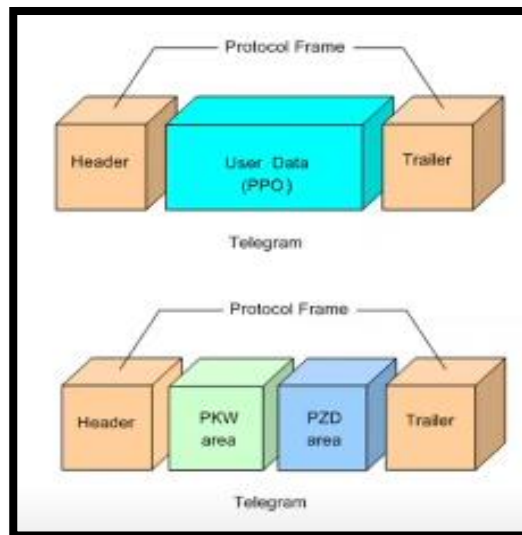 Protocol Frame
Header
User Data
(PPO)
Trailer
Telegram
Protocol Frame
Header
PKW
area
PZD
area
Trailer
Telegram